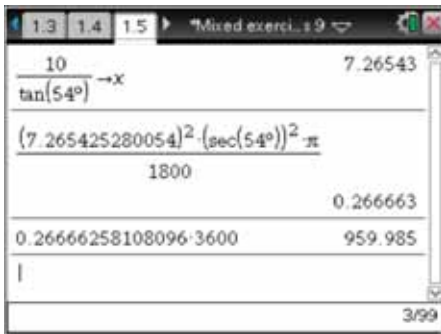 1.3 1.4 1.5 *Mixed exerci...s 9
10/tan(54°) →x 7.26543
(7.265425280054)²·(sec(54°))²·π/1800
0.266663
0.26666258108096·3600 959.985
3/99